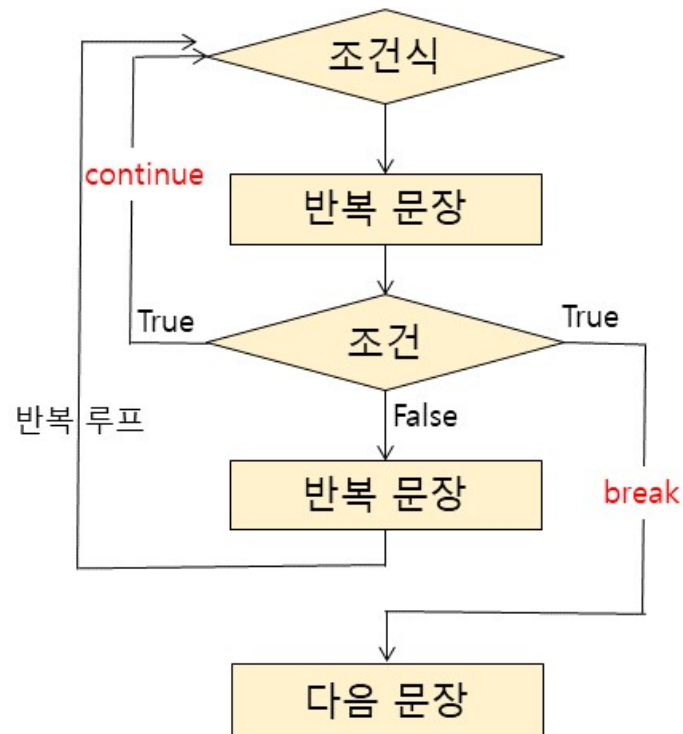 조건식
continue
반복 문장
True
조건
True
반복 루프
False
반복 문장
break
다음 문장